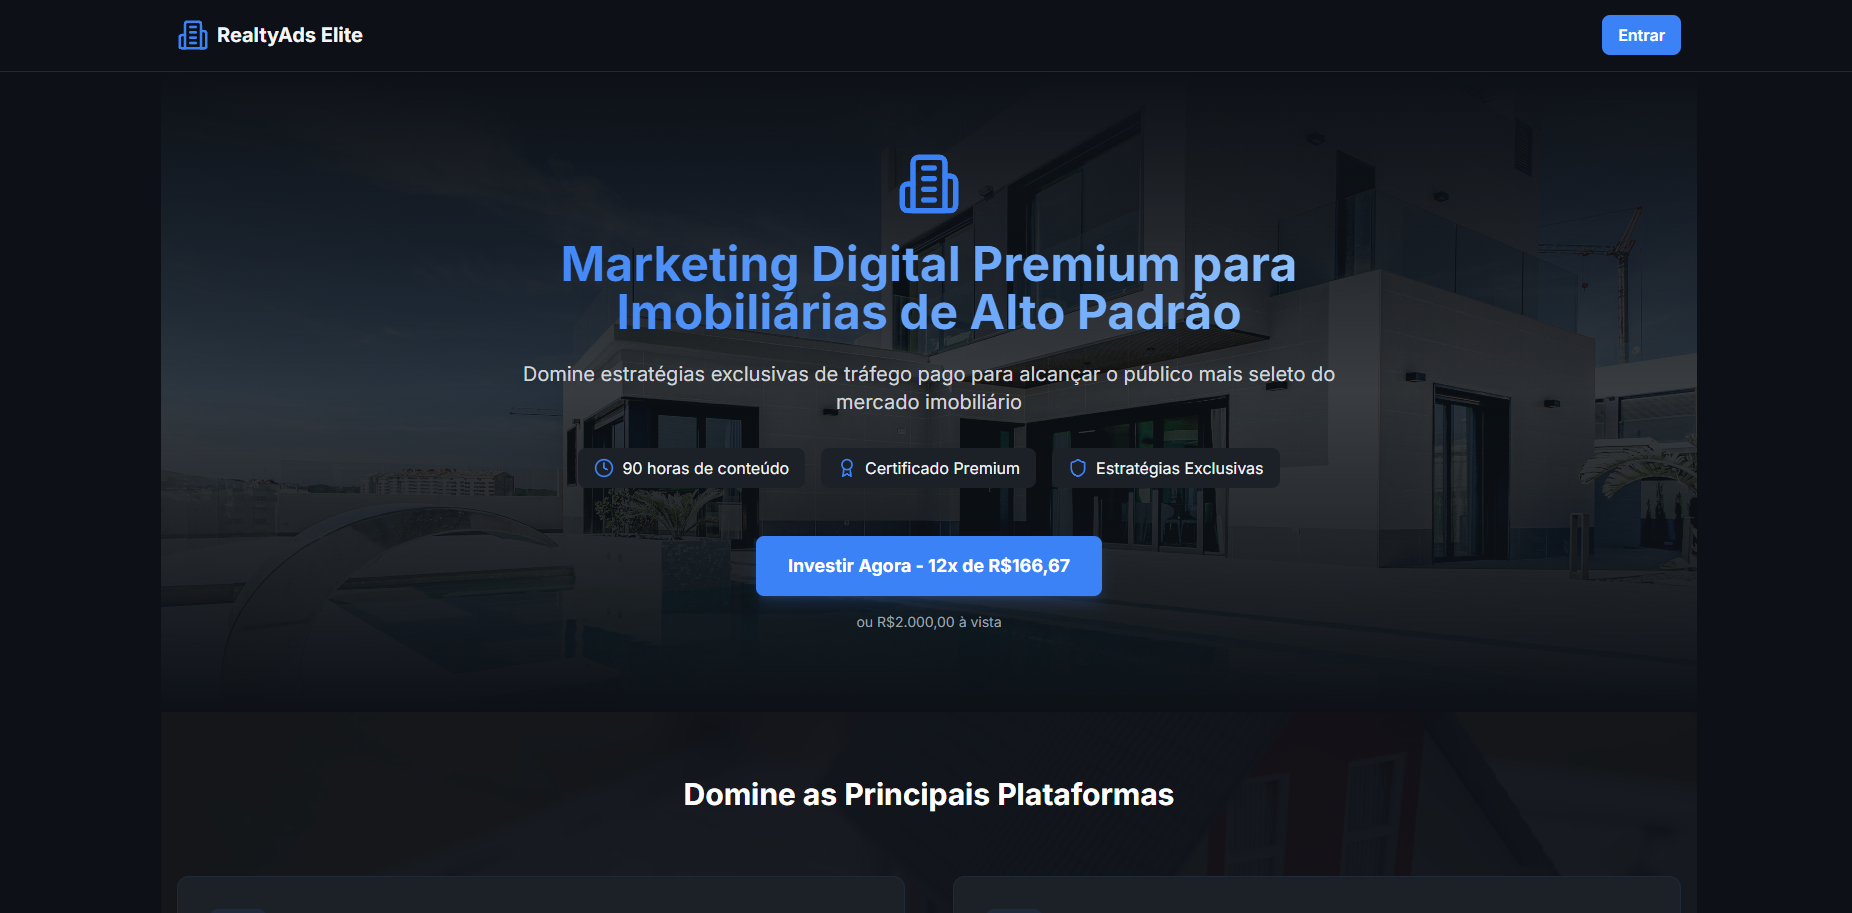 RealtyAds Elite
Entrar
Marketing Digital Premium para
Imobiliárias de Alto Padrão
Domine estratégias exclusivas de tráfego pago para alcançar o público mais seleto do
mercado imobiliário
90 horas de conteúdo
Certificado Premium
Estratégias Exclusivas
Investir Agora - 12x de R$166,67
ou R$2.000,00 à vista
Domine as Principais Plataformas